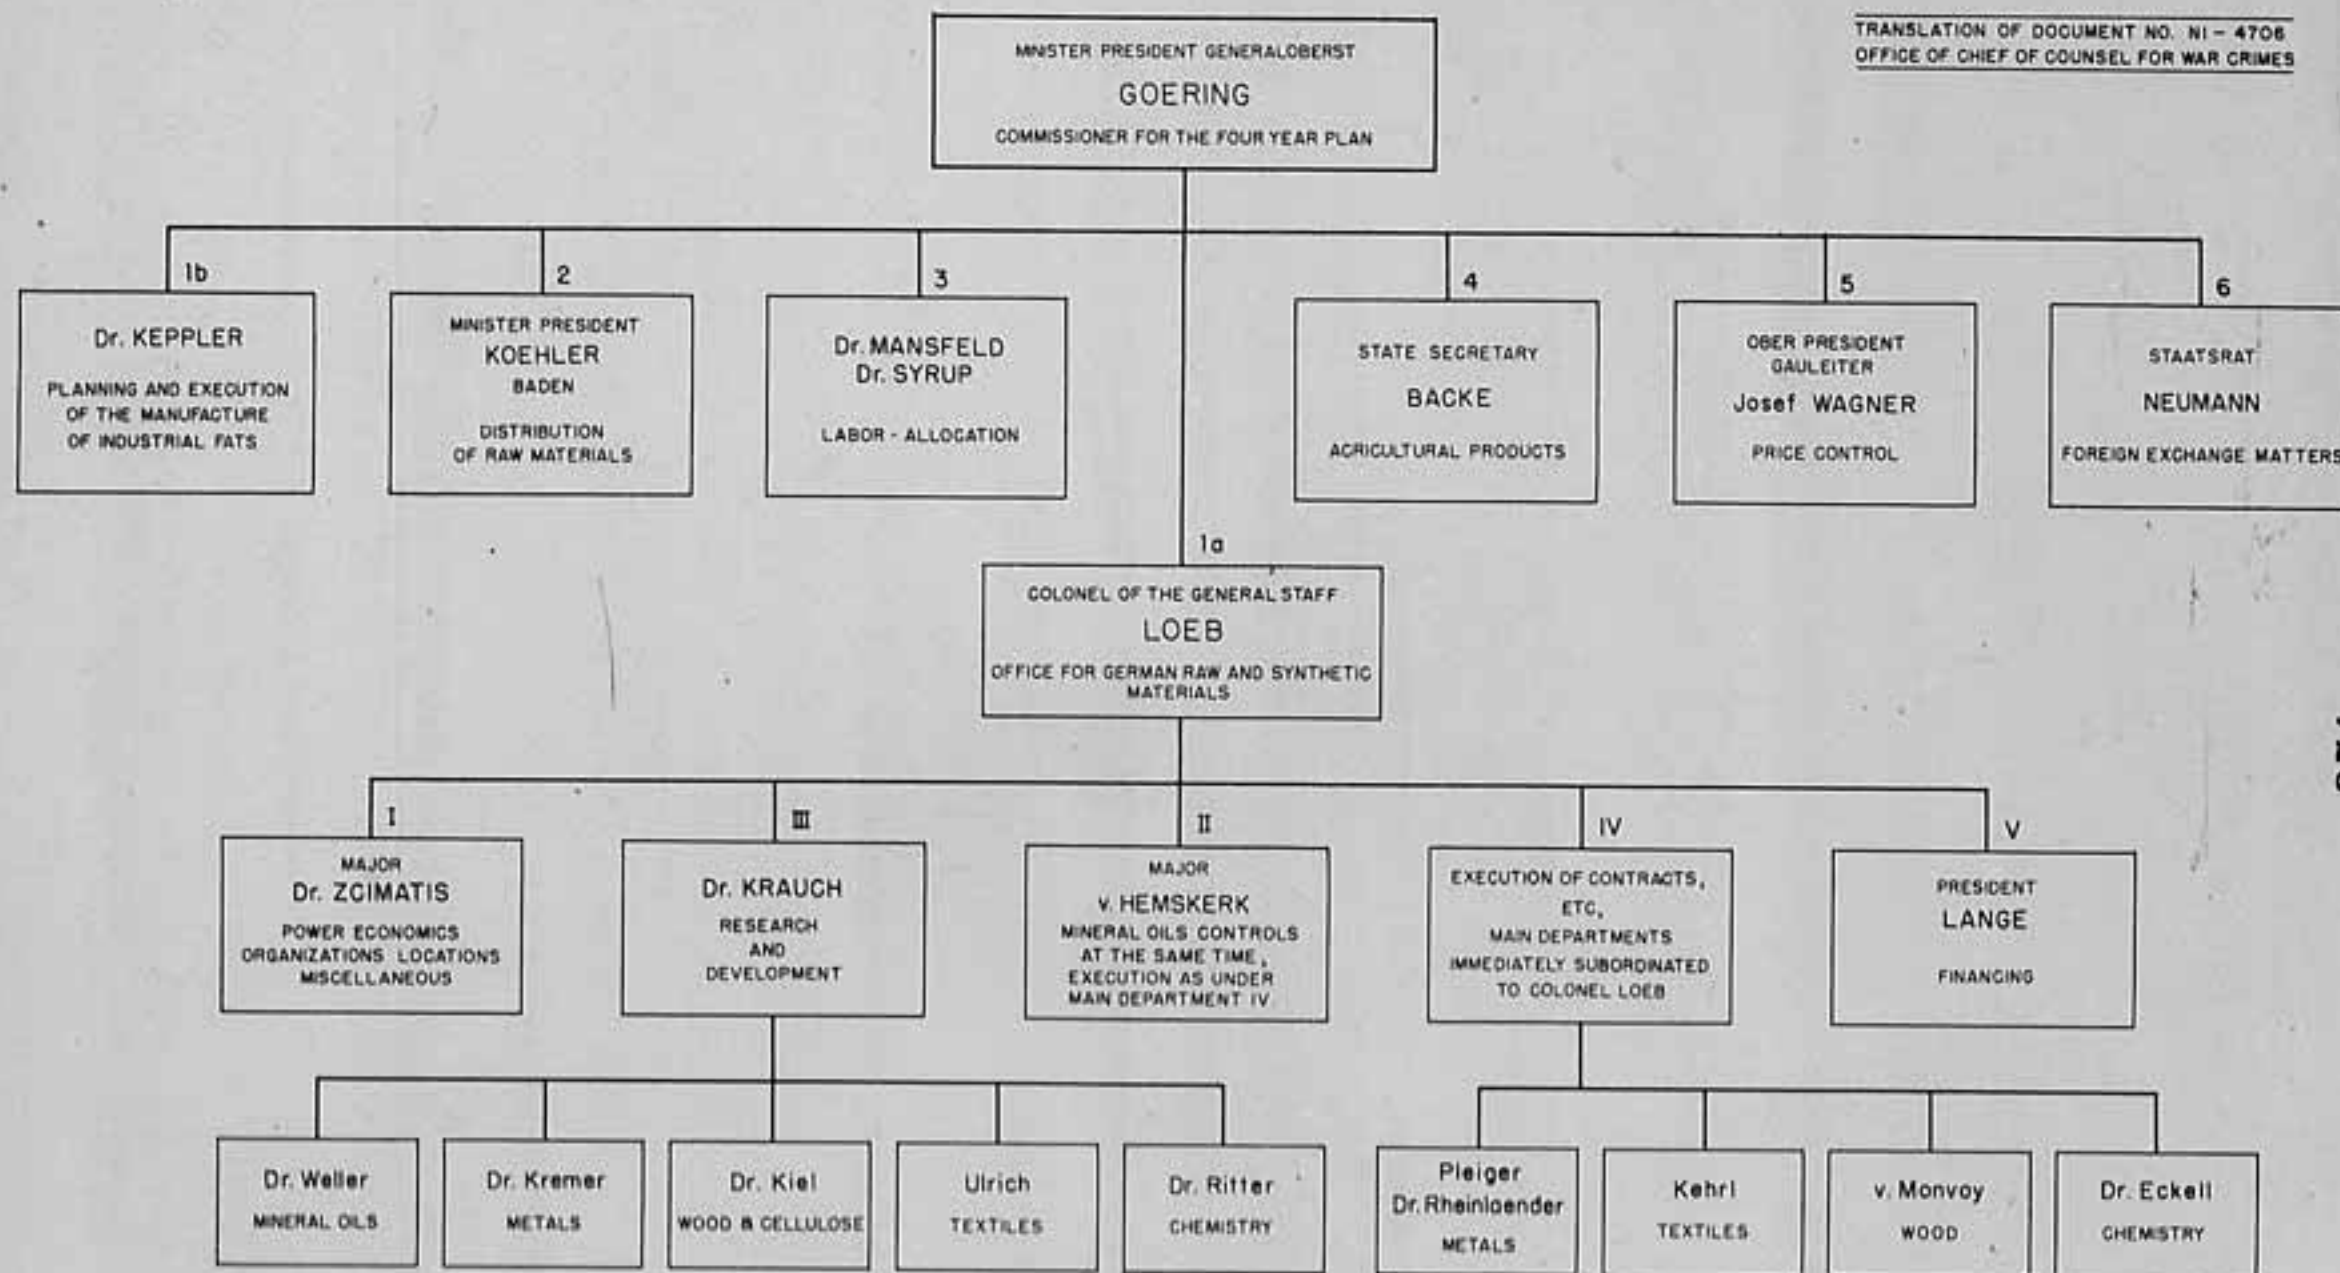 TRANSLATION OF DOCUMENT NO. NI - 4706
OFFICE OF CHIEF OF COUNSEL FOR WAR CRIMES
MINISTER PRESIDENT GENERALOBERST
GOERING
COMMISSIONER FOR THE FOUR YEAR PLAN
1b
Dr. KEPPLER
PLANNING AND EXECUTION
OF THE MANUFACTURE
OF INDUSTRIAL FATS
2
MINISTER PRESIDENT
KOEHLER
BADEN
DISTRIBUTION
OF RAW MATERIALS
3
Dr. MANSFELD
Dr. SYRUP
LABOR - ALLOCATION
4
STATE SECRETARY
BACKE
AGRICULTURAL PRODUCTS
5
OBER PRESIDENT
GAULEITER
Josef WAGNER
PRICE CONTROL
6
STAATSRAT
NEUMANN
FOREIGN EXCHANGE MATTERS
1a
COLONEL OF THE GENERAL STAFF
LOEB
OFFICE FOR GERMAN RAW AND SYNTHETIC
MATERIALS
I
MAJOR
Dr. ZCIMATIS
POWER ECONOMICS
ORGANIZATIONS LOCATIONS
MISCELLANEOUS
III
Dr. KRAUCH
RESEARCH
AND
DEVELOPMENT
II
MAJOR
v. HEMSKERK
MINERAL OILS CONTROLS
AT THE SAME TIME,
EXECUTION AS UNDER
MAIN DEPARTMENT IV.
IV
EXECUTION OF CONTRACTS,
ETC,
MAIN DEPARTMENTS
IMMEDIATELY SUBORDINATED
TO COLONEL LOEB
V
PRESIDENT
LANGE
FINANCING
Dr. Weller
MINERAL OILS
Dr. Kremer
METALS
Dr. Kiel
WOOD & CELLULOSE
Ulrich
TEXTILES
Dr. Ritter
CHEMISTRY
Pleiger
Dr. Rheinlaender
METALS
Kehrl
TEXTILES
v. Monvoy
WOOD
Dr. Eckell
CHEMISTRY